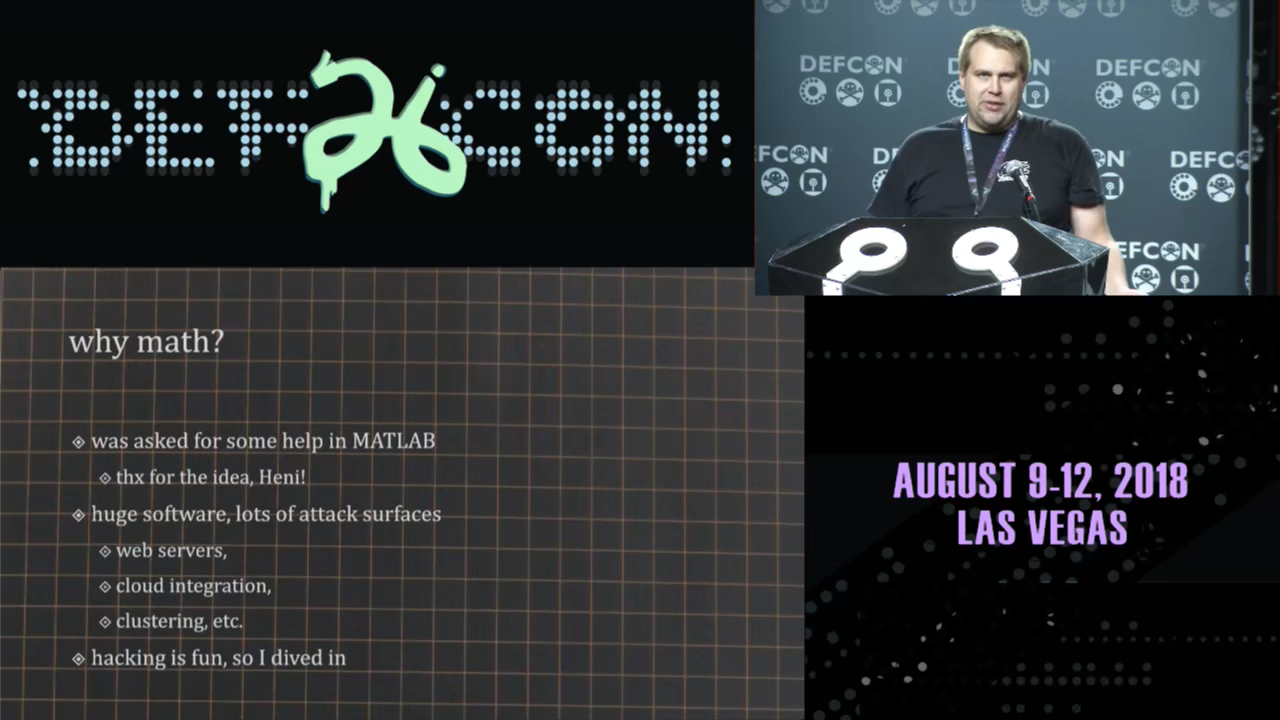 DEFCON 26
DEFCON
DEFCON
DEFCON
DEFCON
why math?
was asked for some help in MATLAB
thx for the idea, Heni!
huge software, lots of attack surfaces
web servers,
cloud integration,
clustering, etc.
hacking is fun, so I dived in
AUGUST 9-12, 2018
LAS VEGAS